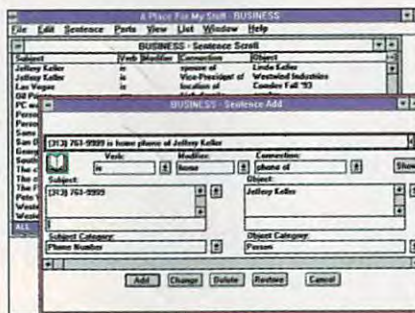 A Place For My Stuff - BUSINESS
File Edit Sentence Parts View List Window Help
BUSINESS - Sentence Scroll
Subject Verb Modifier Connection Object
Jeffery Keller is spouse of Linda Keller
Jeffery Keller is Vice-President of Westwind Industries
Las Vegas is location of Comdex Fall '93
BUSINESS - Sentence Add
(313) 761-9999 is home phone of Jeffery Keller
Verb: Modifier: Connection:
is home phone of Show
Subject: Object:
(313) 761-9999 Jeffery Keller
Subject Category: Object Category:
Phone Number Person
ALL
Add Change Delete Restore Cancel